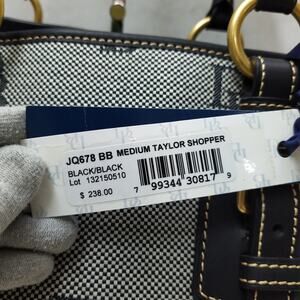 JQ678 BB MEDIUM TAYLOR SHOPPER
BLACK/BLACK
Lot 132150510
$ 238.00
7 99344 30817 9